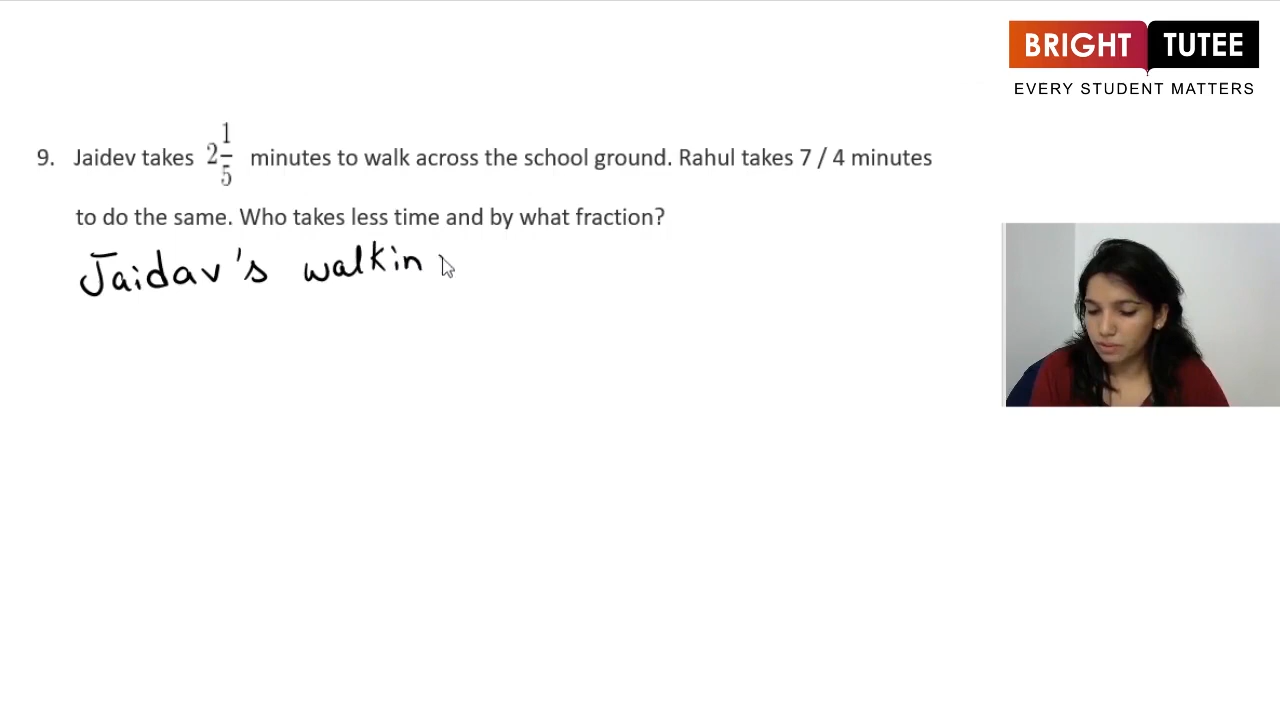 BRIGHT TUTEE
EVERY STUDENT MATTERS
9. Jaidev takes 2 1/5 minutes to walk across the school ground. Rahul takes 7 / 4 minutes
to do the same. Who takes less time and by what fraction?
Jaidav's walkin